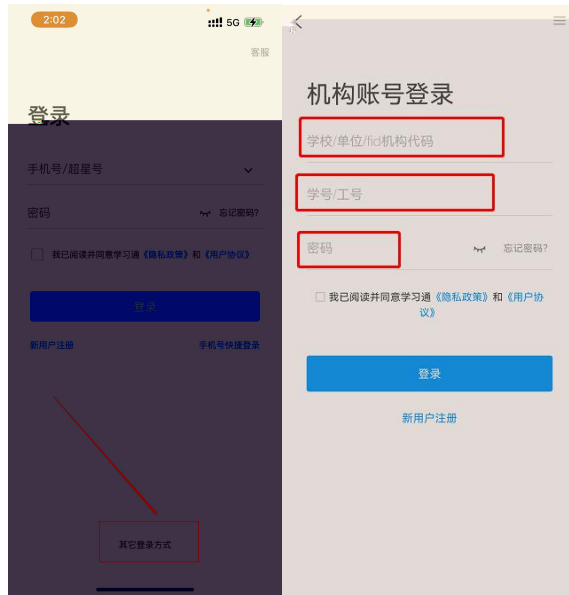 2:02
5G
客服
登录
手机号/超星号
密码
忘记密码?
我已阅读并同意学习通《隐私政策》和《用户协议》
登录
新用户注册
手机号快捷登录
其它登录方式
机构账号登录
学校/单位/fid机构代码
学号/工号
密码
忘记密码?
我已阅读并同意学习通《隐私政策》和《用户协
议》
登录
新用户注册